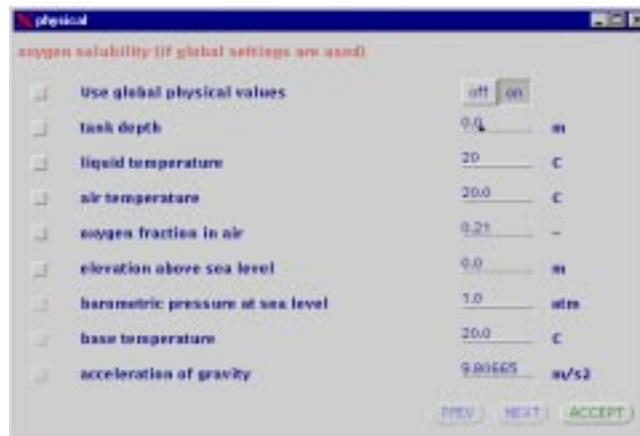 physical
oxygen solubility (if global settings are used)
Use global physical values off on
tank depth 0.0 m
liquid temperature 20 C
air temperature 20.0 C
oxygen fraction in air 0.21 -
elevation above sea level 0.0 m
barometric pressure at sea level 1.0 atm
base temperature 20.0 C
acceleration of gravity 9.80665 m/s2
PREV NEXT ACCEPT